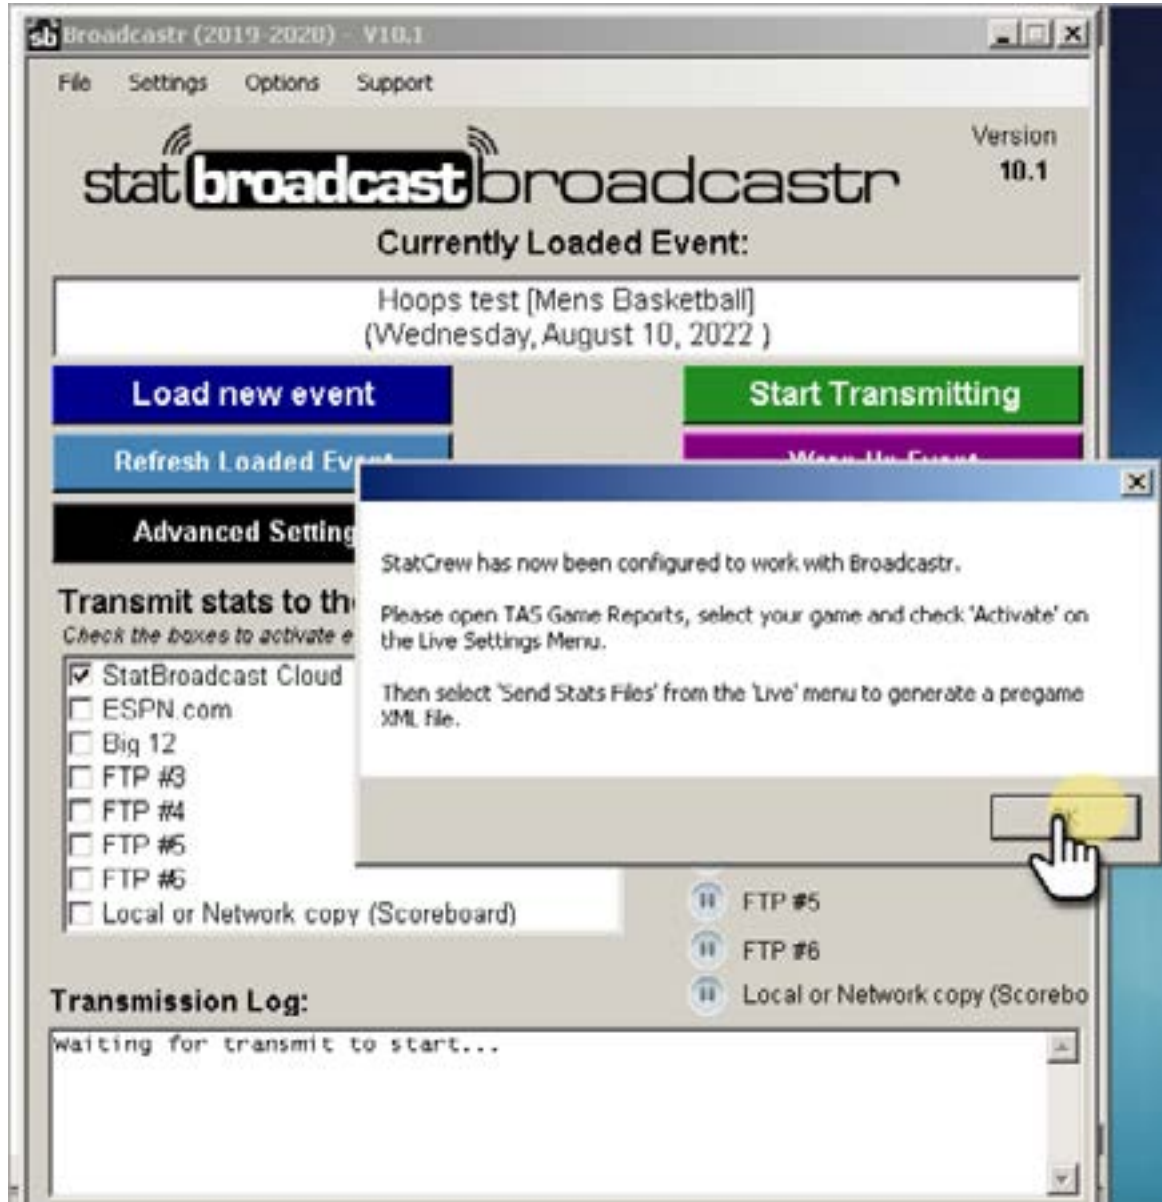 sb Broadcastr (2019-2020) - V10.1
File Settings Options Support
stat broadcast broadcastr
Version
10.1
Currently Loaded Event:
Hoops test [Mens Basketball]
(Wednesday, August 10, 2022 )
Load new event
Start Transmitting
Refresh Loaded Event
Wrap Up Event
Advanced Setting
StatCrew has now been configured to work with Broadcastr.
Please open TAS Game Reports, select your game and check 'Activate' on
the Live Settings Menu.
Then select 'Send Stats Files' from the 'Live' menu to generate a pregame
XML file.
OK
Transmit stats to th
Check the boxes to activate e
StatBroadcast Cloud
ESPN.com
Big 12
FTP #3
FTP #4
FTP #5
FTP #6
Local or Network copy (Scoreboard)
FTP #5
FTP #6
Local or Network copy (Scorebo
Transmission Log:
Waiting for transmit to start...